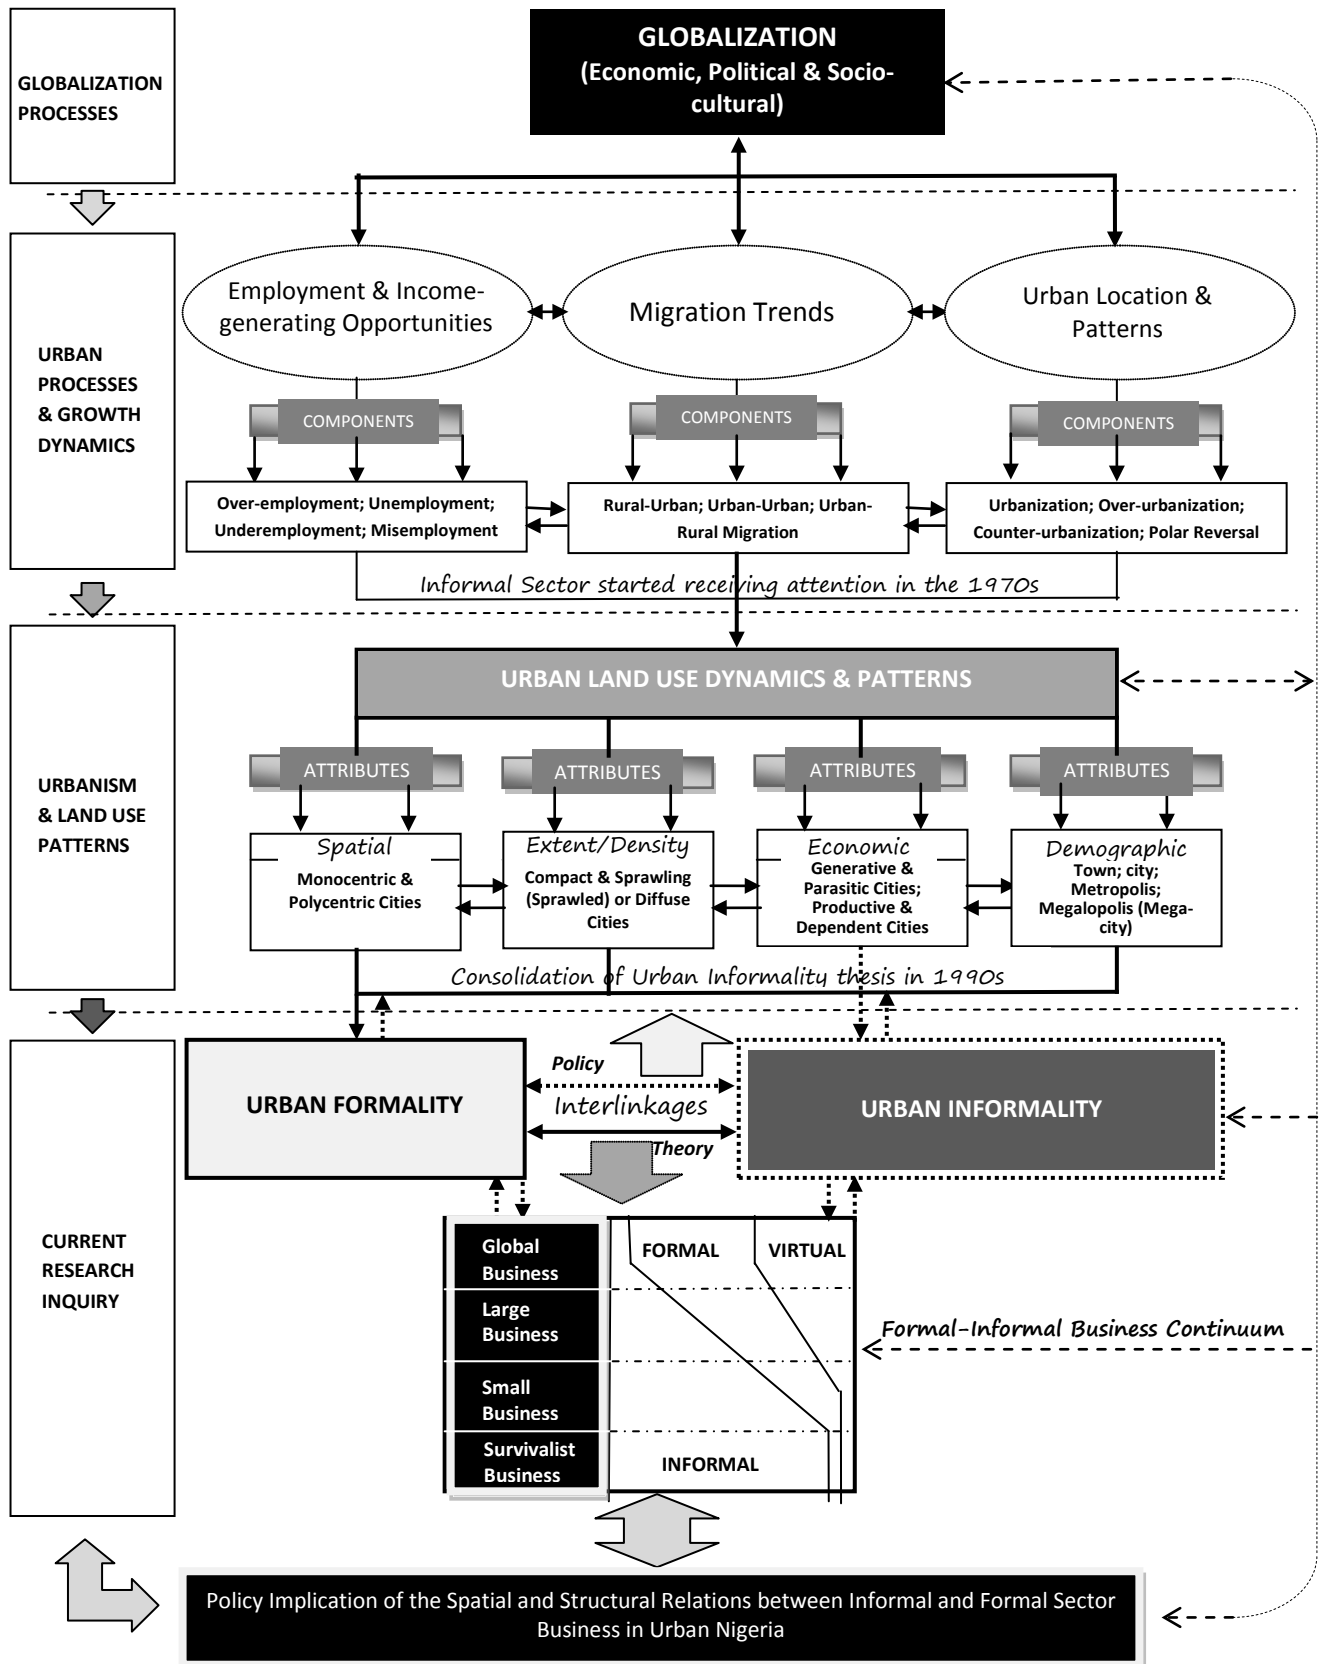 GLOBALIZATION
PROCESSES
GLOBALIZATION
(Economic, Political & Socio-
cultural)
URBAN
PROCESSES
& GROWTH
DYNAMICS
Employment & Income-
generating Opportunities
Migration Trends
Urban Location &
Patterns
COMPONENTS
COMPONENTS
COMPONENTS
Over-employment; Unemployment;
Underemployment; Misemployment
Rural-Urban; Urban-Urban; Urban-
Rural Migration
Urbanization; Over-urbanization;
Counter-urbanization; Polar Reversal
Informal Sector started receiving attention in the 1970s
URBANISM
& LAND USE
PATTERNS
URBAN LAND USE DYNAMICS & PATTERNS
ATTRIBUTES
ATTRIBUTES
ATTRIBUTES
ATTRIBUTES
Spatial
Monocentric &
Polycentric Cities
Extent/Density
Compact & Sprawling
(Sprawled) or Diffuse
Cities
Economic
Generative &
Parasitic Cities;
Productive &
Dependent Cities
Demographic
Town; city;
Metropolis;
Megalopolis (Mega-
city)
Consolidation of Urban Informality thesis in 1990s
CURRENT
RESEARCH
INQUIRY
URBAN FORMALITY
Policy
Interlinkages
Theory
URBAN INFORMALITY
Global
Business
Large
Business
Small
Business
Survivalist
Business
FORMAL
VIRTUAL
INFORMAL
Formal-Informal Business Continuum
Policy Implication of the Spatial and Structural Relations between Informal and Formal Sector
Business in Urban Nigeria